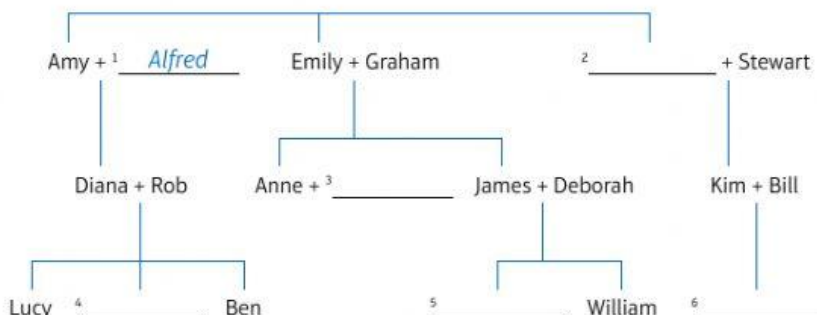 Amy + ¹ Alfred Emily + Graham ² + Stewart
Diana + Rob Anne + ³ James + Deborah Kim + Bill
Lucy ⁴ Ben ⁵ William ⁶